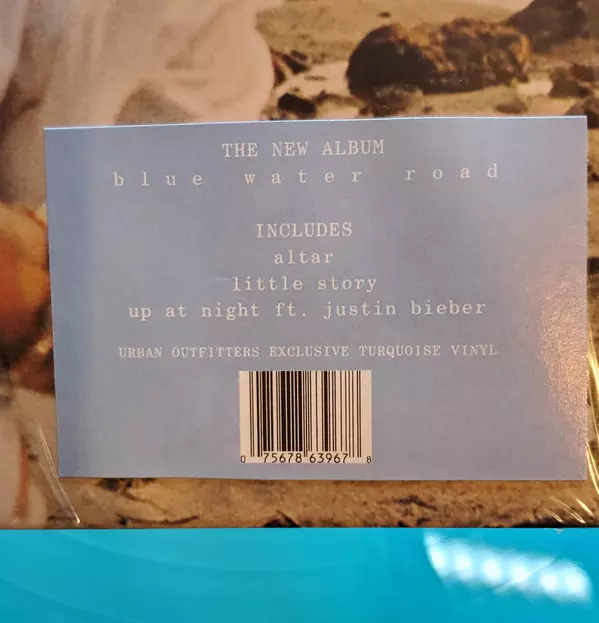 THE NEW ALBUM
blue water road
INCLUDES
altar
little story
up at night ft. justin bieber
URBAN OUTFITTERS EXCLUSIVE TURQUOISE VINYL
0 75678 63967 8